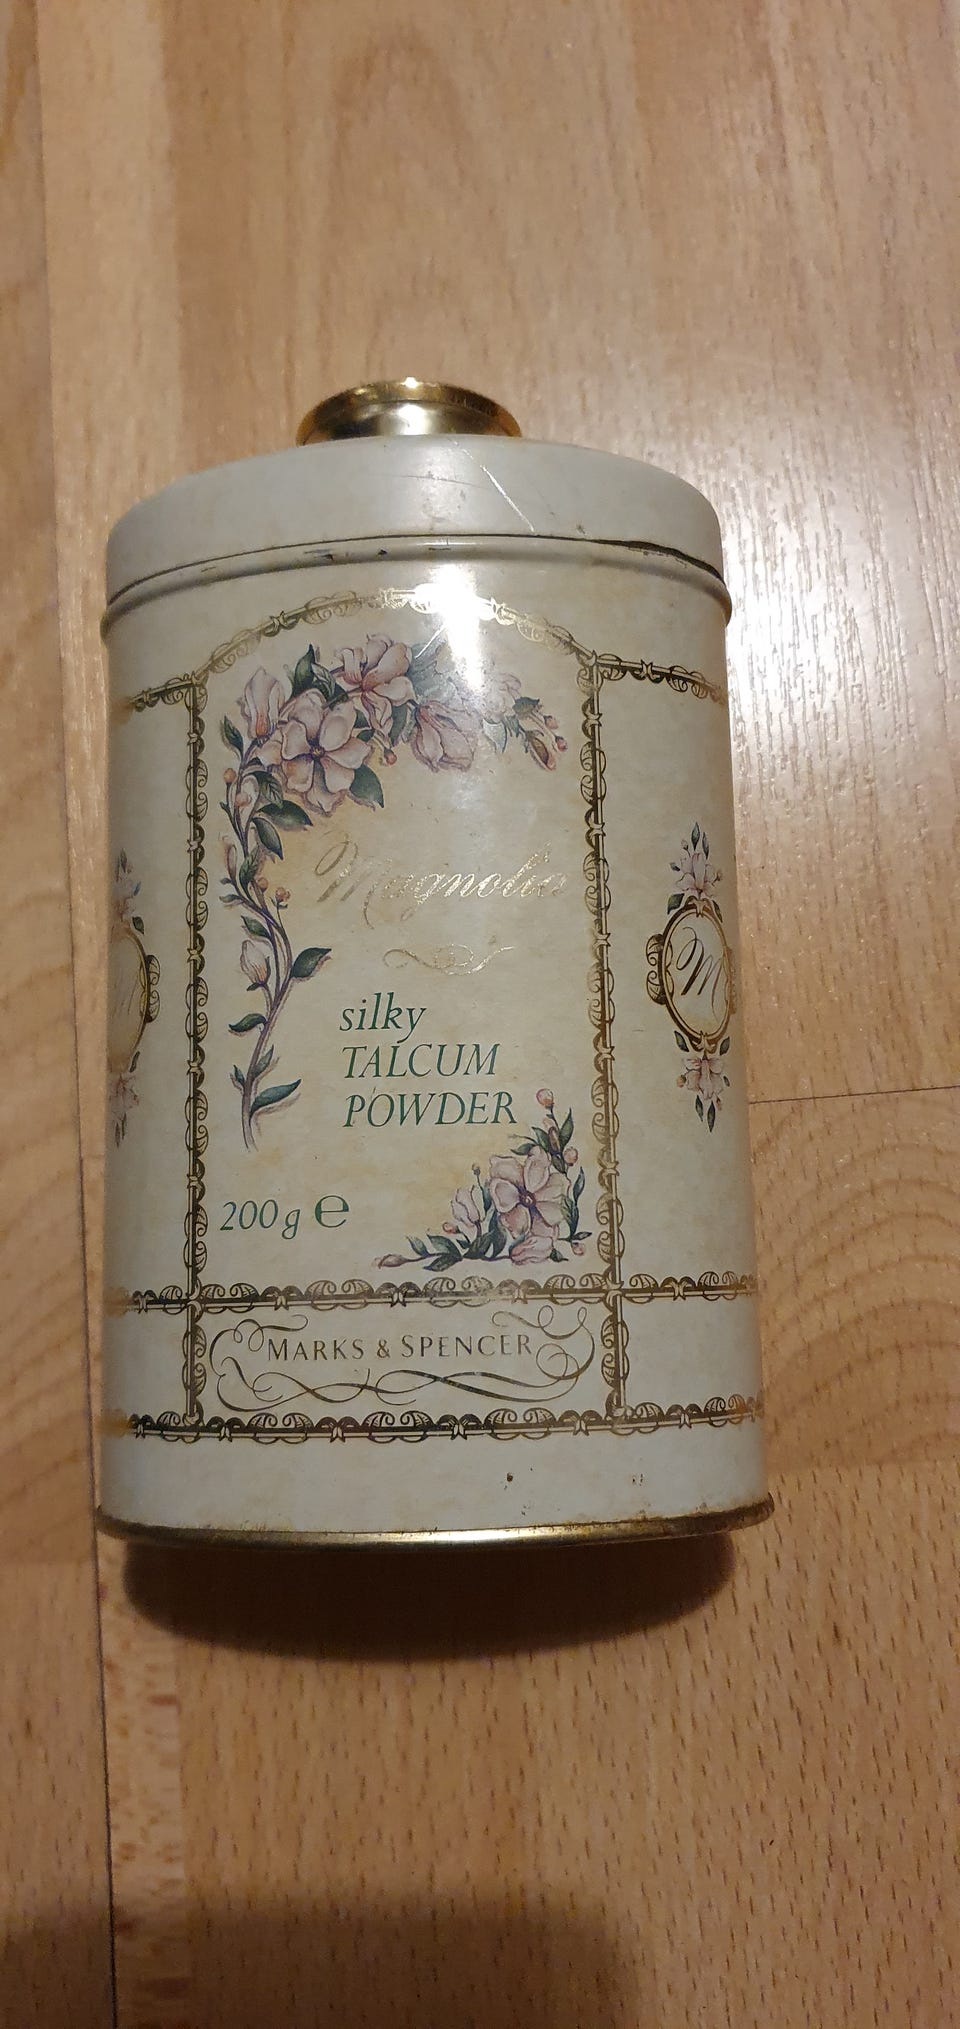 Magnolia
silky
TALCUM
POWDER
200g ℮
MARKS & SPENCER
M
M